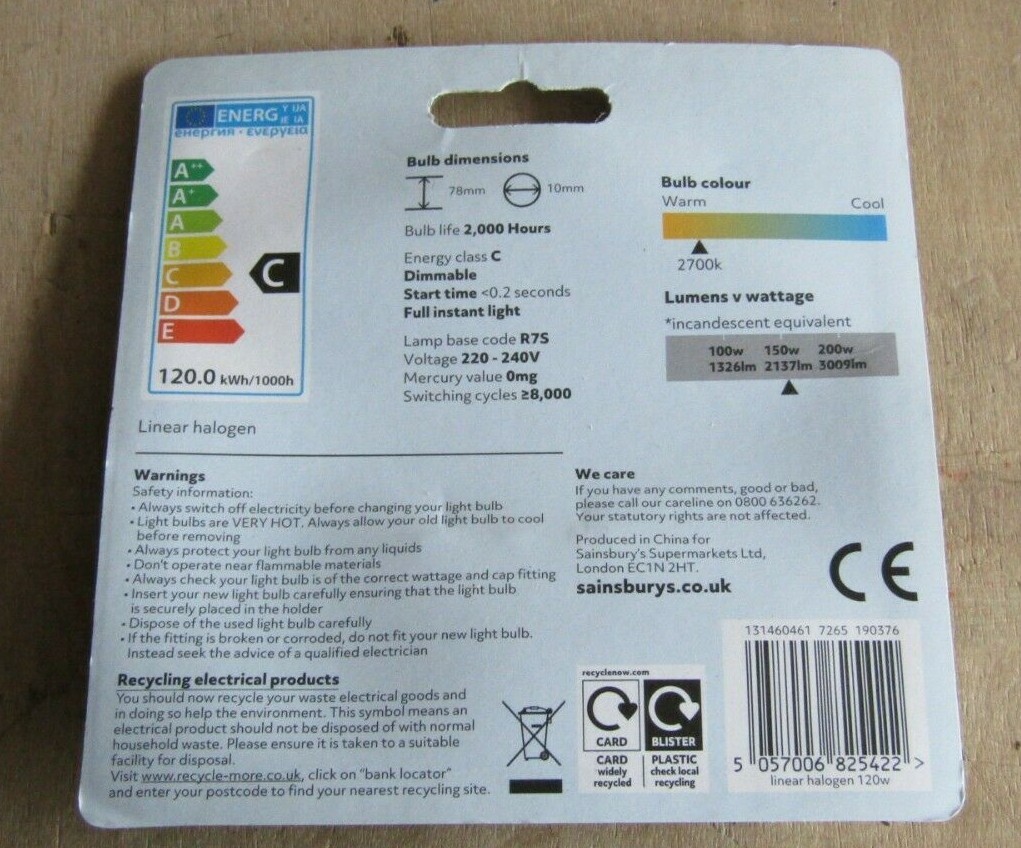 ENERG Y UA
IE IA
енергия · ενεργεια
A++
A+
A
B
C
D
E
C
120.0 kWh/1000h
Linear halogen
Bulb dimensions
78mm 10mm
Bulb life 2,000 Hours
Energy class C
Dimmable
Start time <0.2 seconds
Full instant light
Lamp base code R7S
Voltage 220 - 240V
Mercury value 0mg
Switching cycles ≥8,000
Bulb colour
Warm Cool
2700k
Lumens v wattage
*incandescent equivalent
100w 150w 200w
1326lm 2137lm 3009lm
Warnings
Safety information:
• Always switch off electricity before changing your light bulb
• Light bulbs are VERY HOT. Always allow your old light bulb to cool
before removing
• Always protect your light bulb from any liquids
• Don't operate near flammable materials
• Always check your light bulb is of the correct wattage and cap fitting
• Insert your new light bulb carefully ensuring that the light bulb
is securely placed in the holder
• Dispose of the used light bulb carefully
• If the fitting is broken or corroded, do not fit your new light bulb.
Instead seek the advice of a qualified electrician
Recycling electrical products
You should now recycle your waste electrical goods and
in doing so help the environment. This symbol means an
electrical product should not be disposed of with normal
household waste. Please ensure it is taken to a suitable
facility for disposal.
Visit www.recycle-more.co.uk, click on "bank locator"
and enter your postcode to find your nearest recycling site.
We care
If you have any comments, good or bad,
please call our careline on 0800 636262.
Your statutory rights are not affected.
Produced in China for
Sainsbury's Supermarkets Ltd,
London EC1N 2HT.
sainsburys.co.uk
CE
recyclenow.com
CARD BLISTER
CARD PLASTIC
widely check local
recycled recycling
131460461 7265 190376
5 057006 825422 >
linear halogen 120w